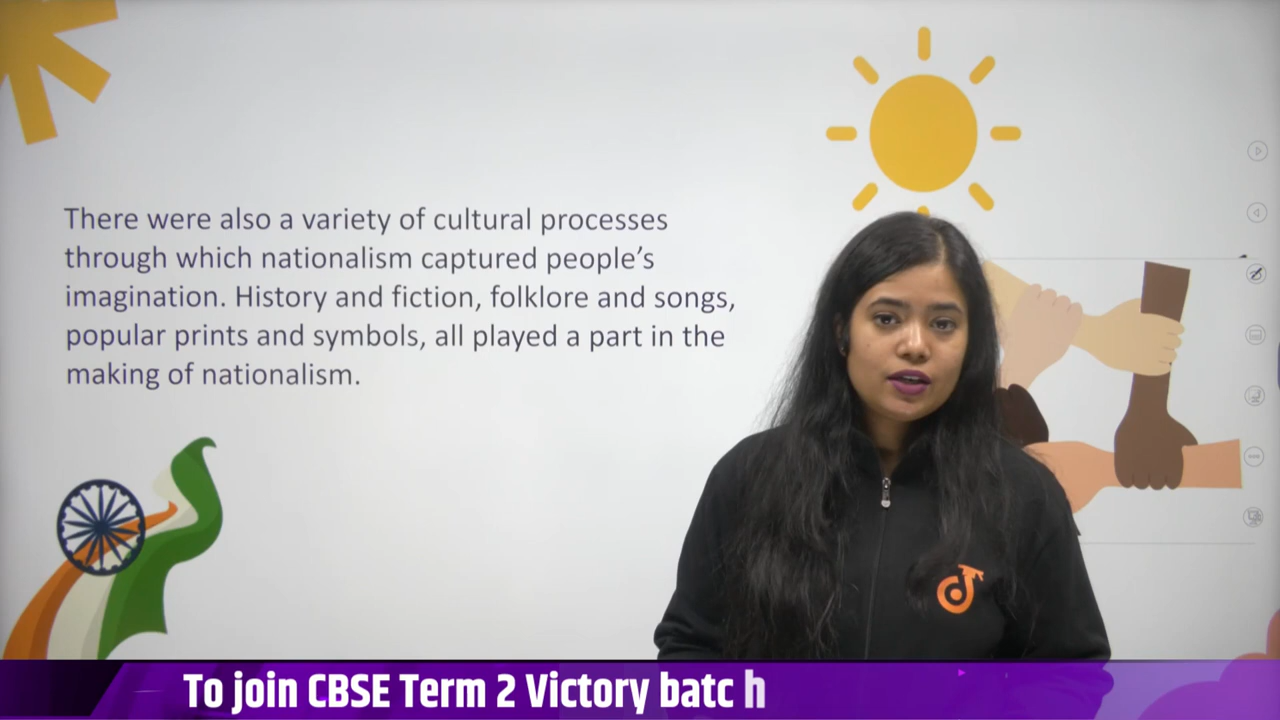 There were also a variety of cultural processes
through which nationalism captured people’s
imagination. History and fiction, folklore and songs,
popular prints and symbols, all played a part in the
making of nationalism.
To join CBSE Term 2 Victory batc h